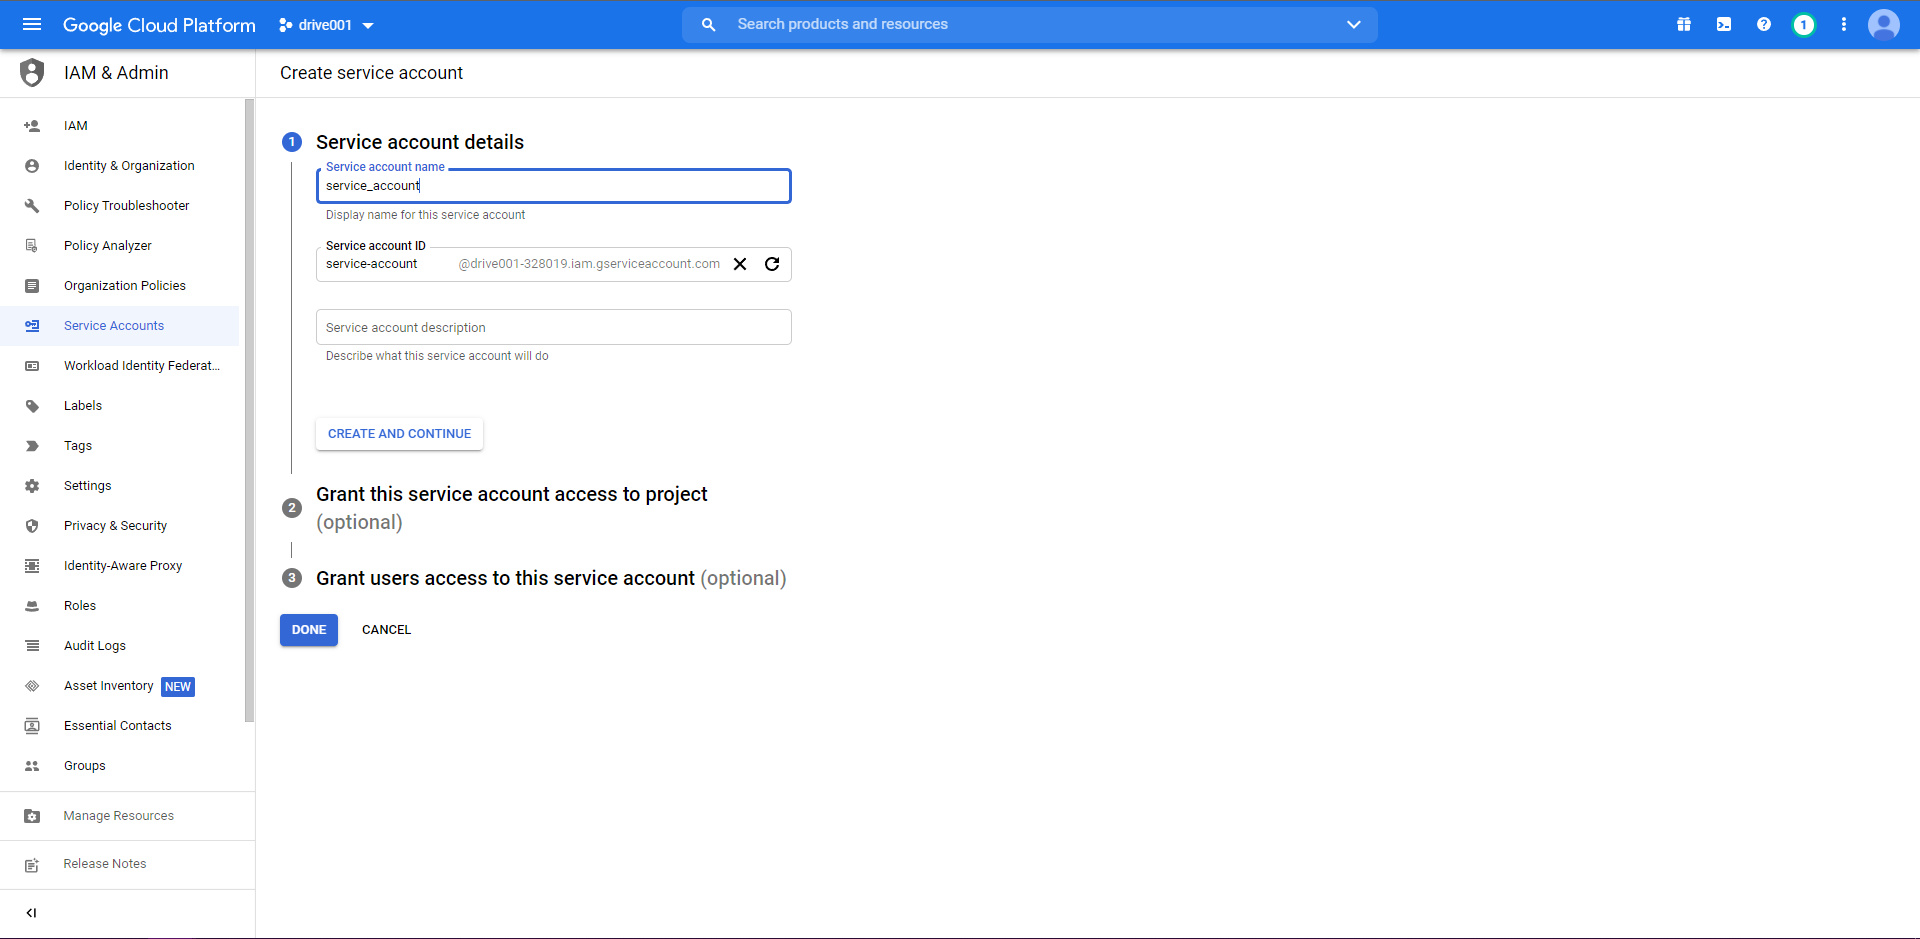 Google Cloud Platform
drive001
Search products and resources
1
IAM & Admin
Create service account
IAM
Identity & Organization
Policy Troubleshooter
Policy Analyzer
Organization Policies
Service Accounts
Workload Identity Federat...
Labels
Tags
Settings
Privacy & Security
Identity-Aware Proxy
Roles
Audit Logs
Asset Inventory NEW
Essential Contacts
Groups
Manage Resources
Release Notes
1 Service account details
Service account name
service_account
Display name for this service account
Service account ID
service-account @drive001-328019.iam.gserviceaccount.com
Service account description
Describe what this service account will do
CREATE AND CONTINUE
2 Grant this service account access to project
(optional)
3 Grant users access to this service account (optional)
DONE CANCEL